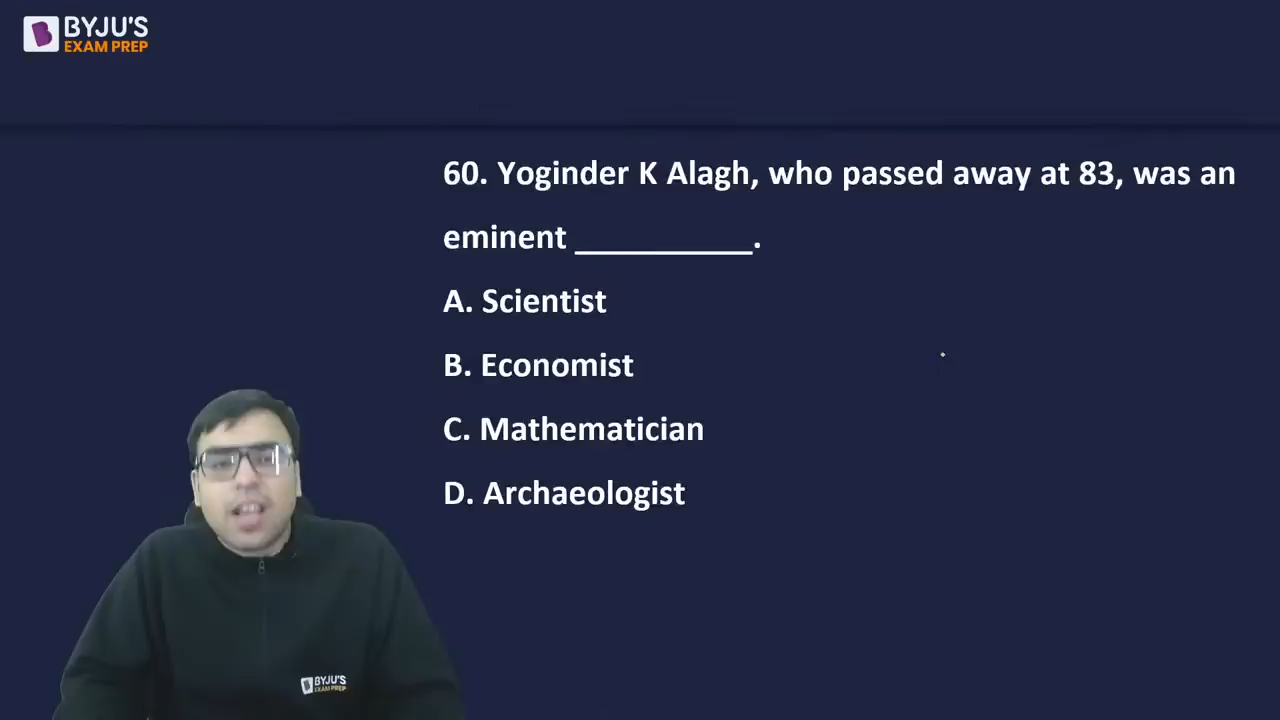 BYJU'S
EXAM PREP
60. Yoginder K Alagh, who passed away at 83, was an
eminent __________.
A. Scientist
B. Economist
C. Mathematician
D. Archaeologist
BYJU'S
EXAM PREP